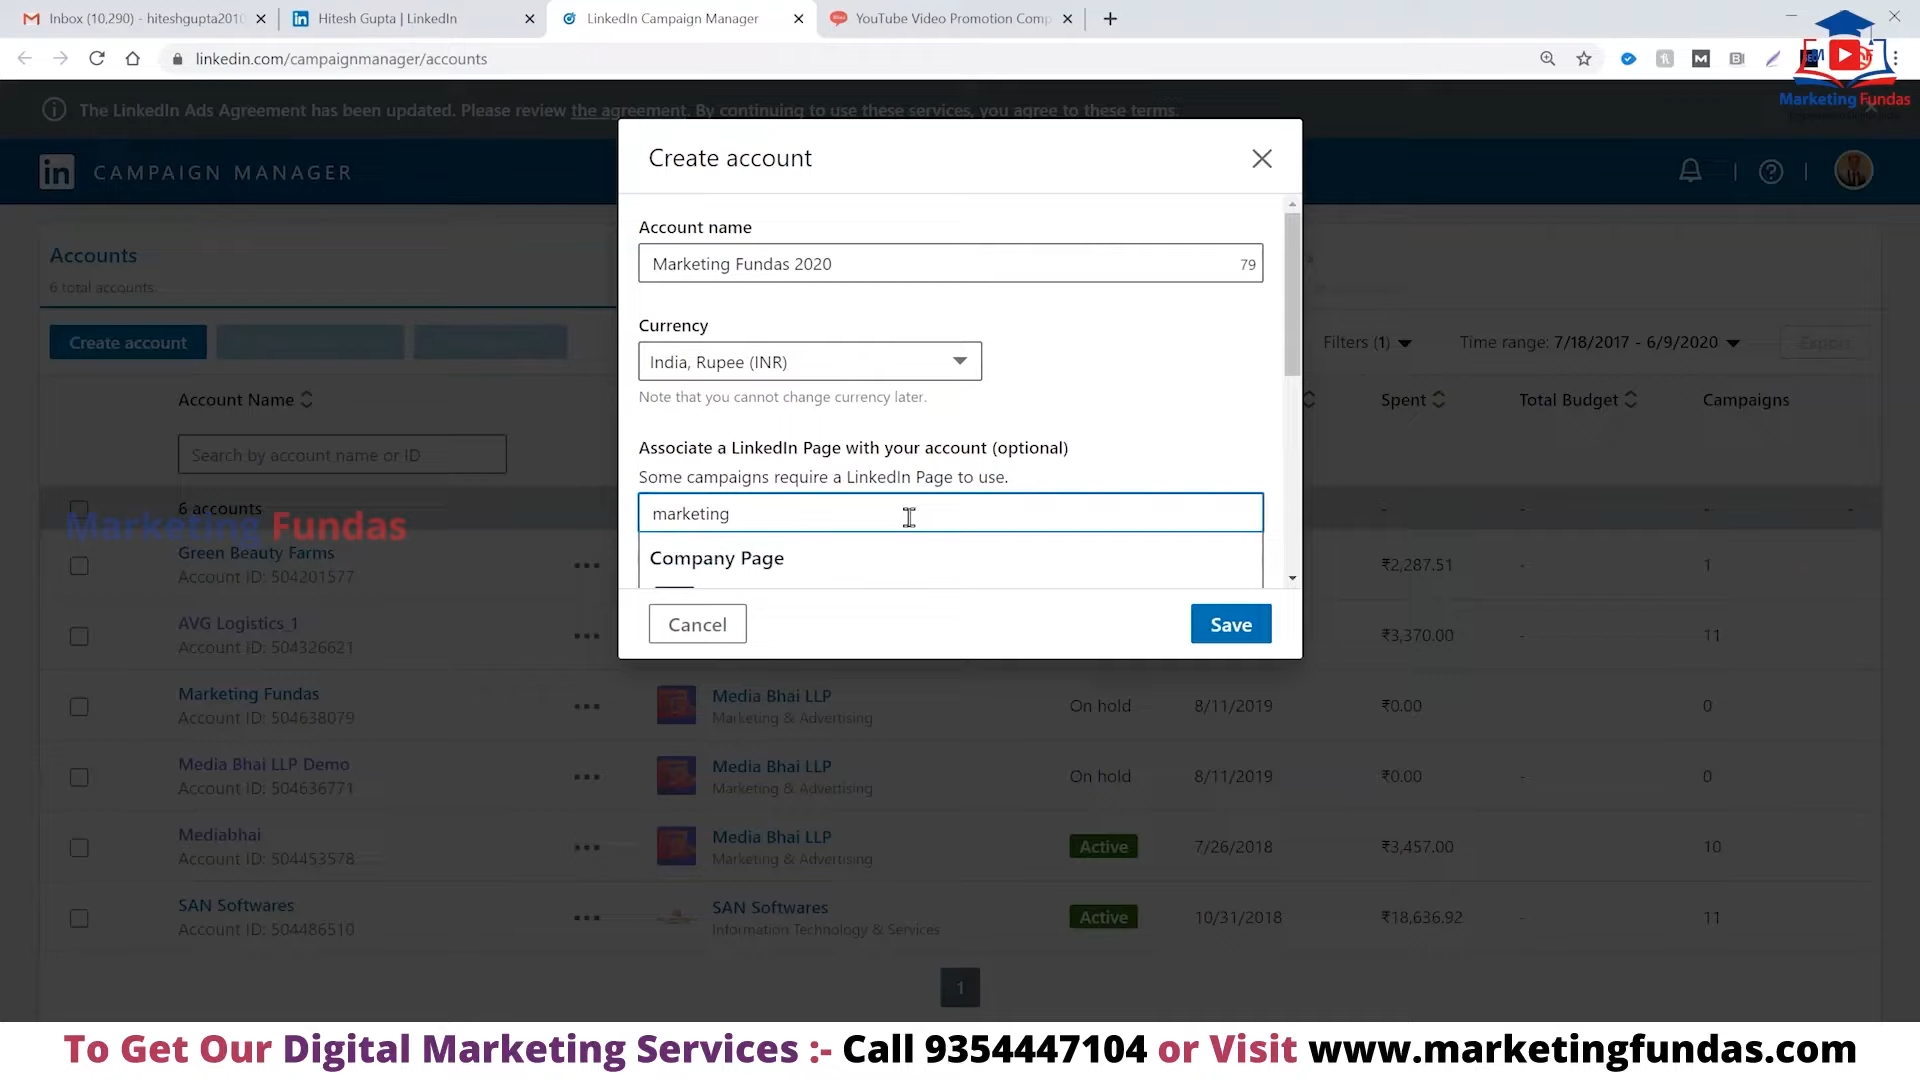 Inbox (10,290) - hiteshgupta2010
Hitesh Gupta | LinkedIn
LinkedIn Campaign Manager
YouTube Video Promotion Comp
linkedin.com/campaignmanager/accounts
Marketing Fundas
The LinkedIn Ads Agreement has been updated. Please review the agreement. By continuing to use these services, you agree to these terms.
in CAMPAIGN MANAGER
Create account
Accounts
6 total accounts
Account name
Marketing Fundas 2020 79
Currency
India, Rupee (INR)
Note that you cannot change currency later.
Create account
Filters (1)
Time range: 7/18/2017 - 6/9/2020
Export
Account Name
Spent
Total Budget
Campaigns
Search by account name or ID
Associate a LinkedIn Page with your account (optional)
Some campaigns require a LinkedIn Page to use.
marketing
Company Page
Cancel
Save
6 accounts - - -
Marketing Fundas
Green Beauty Farms
Account ID: 504201577
₹2,287.51 - 1
AVG Logistics_1
Account ID: 504326621
₹3,370.00 - 11
Marketing Fundas
Account ID: 504638079
Media Bhai LLP
Marketing & Advertising
On hold 8/11/2019 ₹0.00 0
Media Bhai LLP Demo
Account ID: 504636771
Media Bhai LLP
Marketing & Advertising
On hold 8/11/2019 ₹0.00 - 0
Mediabhai
Account ID: 504453578
Media Bhai LLP
Marketing & Advertising
Active 7/26/2018 ₹3,457.00 10
SAN Softwares
Account ID: 504486510
SAN Softwares
Information Technology & Services
Active 10/31/2018 ₹18,636.92 - 11
1
To Get Our Digital Marketing Services :- Call 9354447104 or Visit www.marketingfundas.com